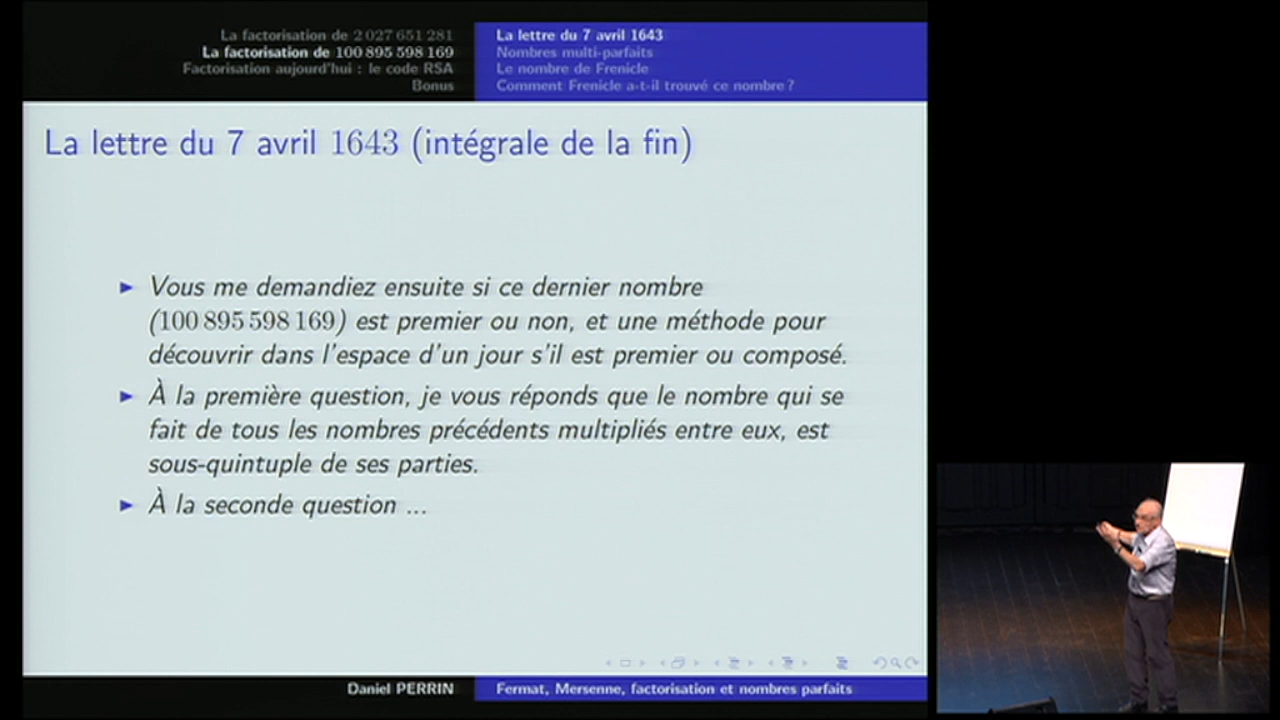 La factorisation de 2 027 651 281
La factorisation de 100 895 598 169
Factorisation aujourd'hui : le code RSA
Bonus
La lettre du 7 avril 1643
Nombres multi-parfaits
Le nombre de Frenicle
Comment Frenicle a-t-il trouvé ce nombre ?
La lettre du 7 avril 1643 (intégrale de la fin)
► Vous me demandiez ensuite si ce dernier nombre
(100 895 598 169) est premier ou non, et une méthode pour
découvrir dans l'espace d'un jour s'il est premier ou composé.
► À la première question, je vous réponds que le nombre qui se
fait de tous les nombres précédents multipliés entre eux, est
sous-quintuple de ses parties.
► À la seconde question ...
Daniel PERRIN
Fermat, Mersenne, factorisation et nombres parfaits